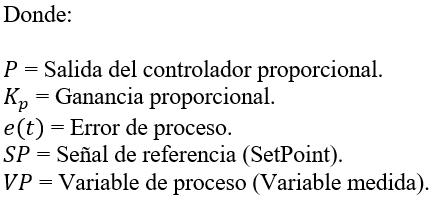 Donde:
P = Salida del controlador proporcional.
Kₚ = Ganancia proporcional.
e(t) = Error de proceso.
SP = Señal de referencia (SetPoint).
VP = Variable de proceso (Variable medida).